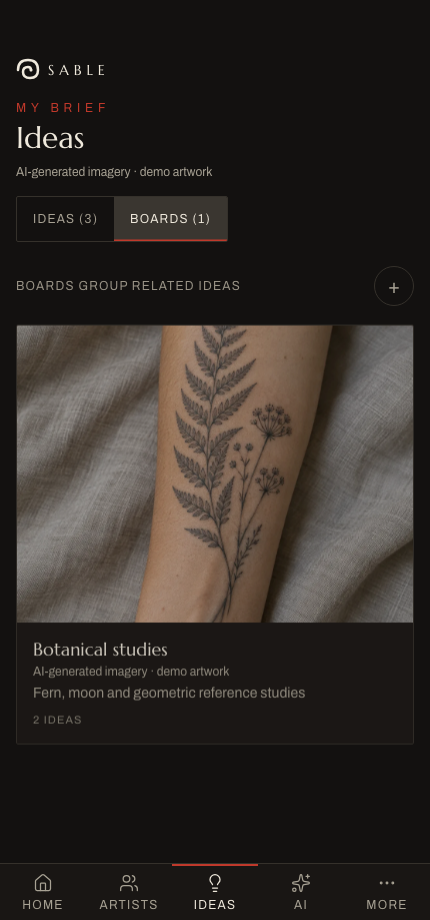 SABLE
MY BRIEF
Ideas
AI-generated imagery · demo artwork
IDEAS (3)
BOARDS (1)
BOARDS GROUP RELATED IDEAS
+
Botanical studies
AI-generated imagery · demo artwork
Fern, moon and geometric reference studies
2 IDEAS
HOME
ARTISTS
IDEAS
AI
MORE